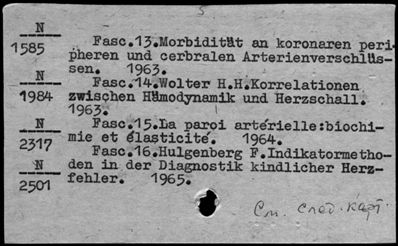 5
N
1585
Fasc.13.Morbidität an koronaren peri-
pheren und cerbralen Arterienverschlüs-
sen. 1963.
N
1984
Fasc.14.Wolter H.H.Korrelationen
zwischen Hämodynamik und Herzschall.
1963.
N
2317
Fasc.15.La paroi artérielle:biochi-
mie et élasticité. 1964.
N
2501
Fasc.16.Hulgenberg F.Indikatormetho-
den in der Diagnostik kindlicher Herz-
fehler. 1965.
См. след. карт.